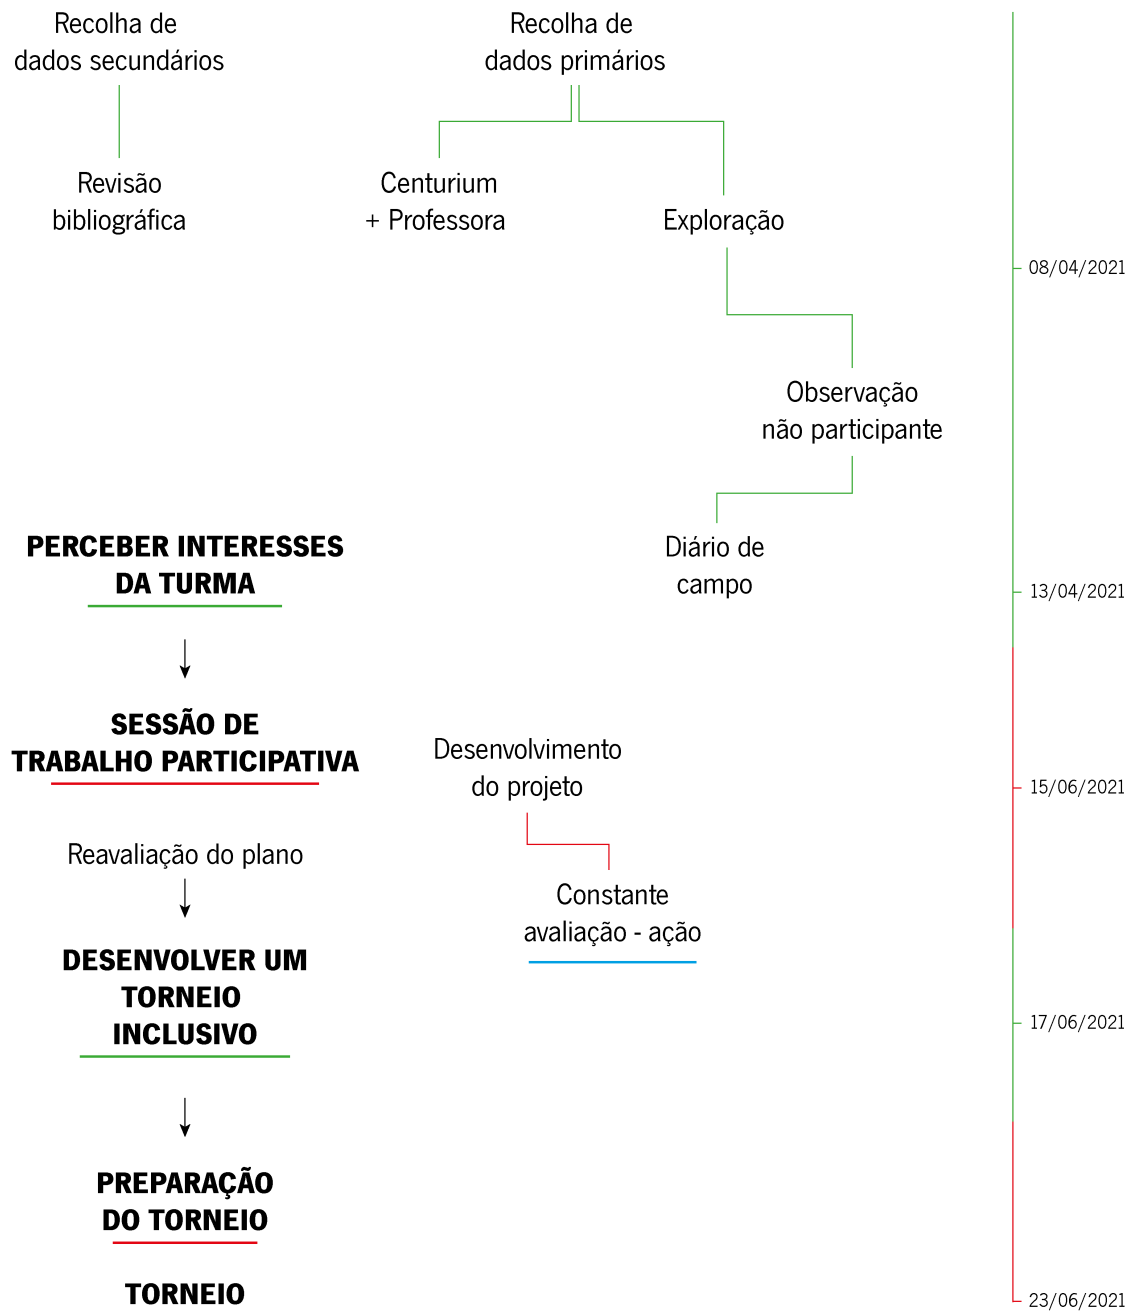 Recolha de
dados secundários
Recolha de
dados primários
Revisão
bibliográfica
Centurium
+ Professora
Exploração
08/04/2021
Observação
não participante
PERCEBER INTERESSES
DA TURMA
Diário de
campo
13/04/2021
SESSÃO DE
TRABALHO PARTICIPATIVA
Desenvolvimento
do projeto
15/06/2021
Reavaliação do plano
Constante
avaliação - ação
DESENVOLVER UM
TORNEIO
INCLUSIVO
17/06/2021
PREPARAÇÃO
DO TORNEIO
TORNEIO
23/06/2021